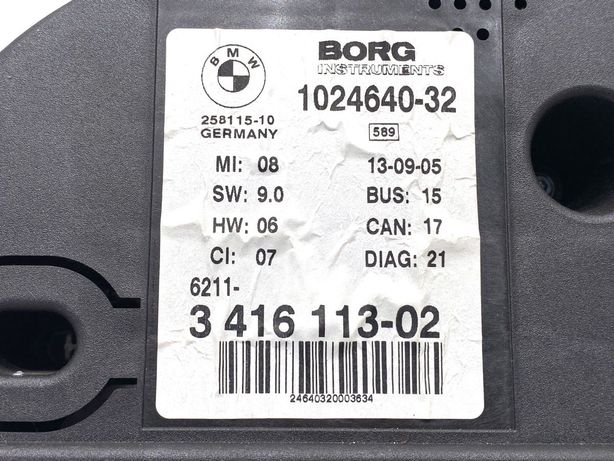 BMW
BORG
INSTRUMENTS
1024640-32
258115-10
GERMANY
589
MI: 08
13-09-05
SW: 9.0
BUS: 15
HW: 06
CAN: 17
CI: 07
DIAG: 21
6211-
3 416 113-02
24640320003634